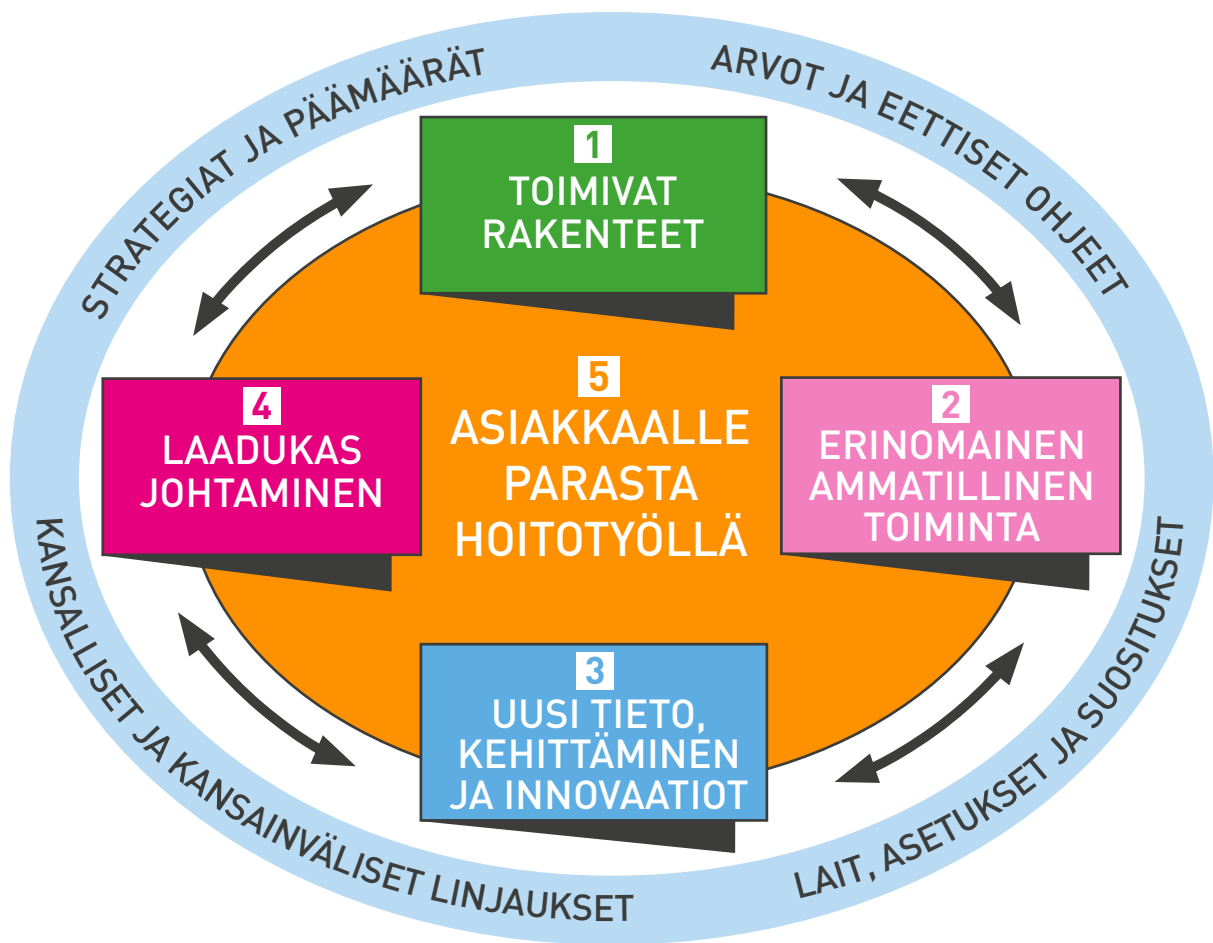 STRATEGIAT JA PÄÄMÄÄRÄT
ARVOT JA EETTISET OHJEET
1
TOIMIVAT
RAKENTEET
4
LAADUKAS
JOHTAMINEN
5
ASIAKKAALLE
PARASTA
HOITOTYÖLLÄ
2
ERINOMAINEN
AMMATILLINEN
TOIMINTA
3
UUSI TIETO,
KEHITTÄMINEN
JA INNOVAATIOT
KANSALLISET JA KANSAINVÄLISET LINJAUKSET
LAIT, ASETUKSET JA SUOSITUKSET